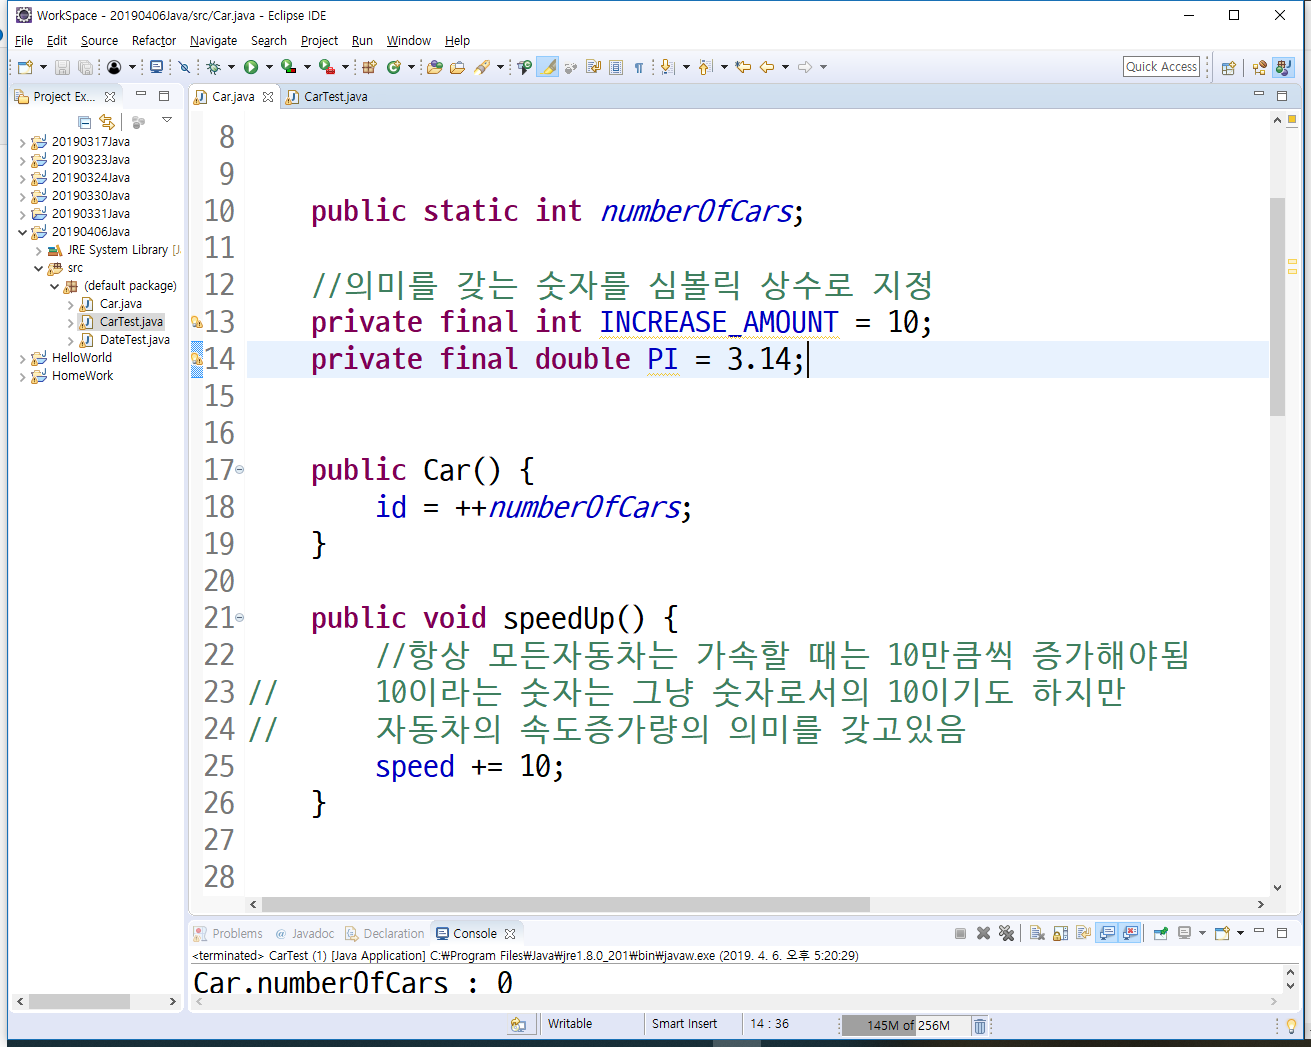 WorkSpace - 20190406Java/src/Car.java - Eclipse IDE
File Edit Source Refactor Navigate Search Project Run Window Help
Quick Access
Project Ex...
Car.java CarTest.java
20190317Java
20190323Java
20190324Java
20190330Java
20190331Java
20190406Java
JRE System Library [J
src
(default package)
Car.java
CarTest.java
DateTest.java
HelloWorld
HomeWork
8
9
10 public static int numberOfCars;
11
12 //의미를 갖는 숫자를 심볼릭 상수로 지정
13 private final int INCREASE_AMOUNT = 10;
14 private final double PI = 3.14;
15
16
17 public Car() {
18 id = ++numberOfCars;
19 }
20
21 public void speedUp() {
22 //항상 모든자동차는 가속할 때는 10만큼씩 증가해야됨
23 // 10이라는 숫자는 그냥 숫자로서의 10이기도 하지만
24 // 자동차의 속도증가량의 의미를 갖고있음
25 speed += 10;
26 }
27
28
Problems @ Javadoc Declaration Console
<terminated> CarTest (1) [Java Application] C:₩Program Files₩Java₩jre1.8.0_201₩bin₩javaw.exe (2019. 4. 6. 오후 5:20:29)
Car.numberOfCars : 0
Writable Smart Insert 14 : 36 145M of 256M